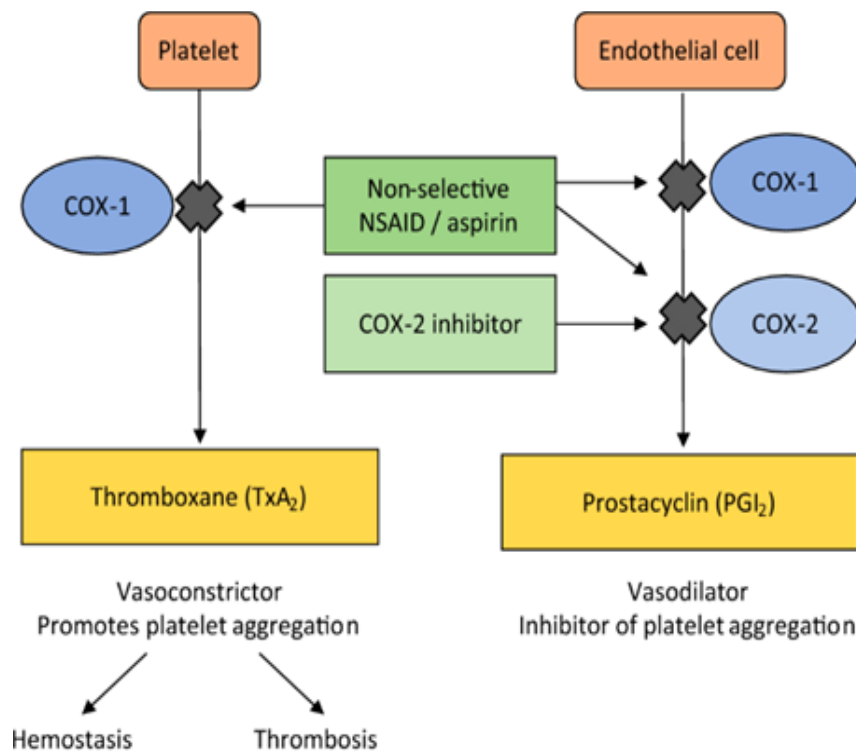 Platelet
Endothelial cell
COX-1
Non-selective
NSAID / aspirin
COX-1
COX-2 inhibitor
COX-2
Thromboxane (TxA₂)
Prostacyclin (PGI₂)
Vasoconstrictor
Promotes platelet aggregation
Vasodilator
Inhibitor of platelet aggregation
Hemostasis
Thrombosis